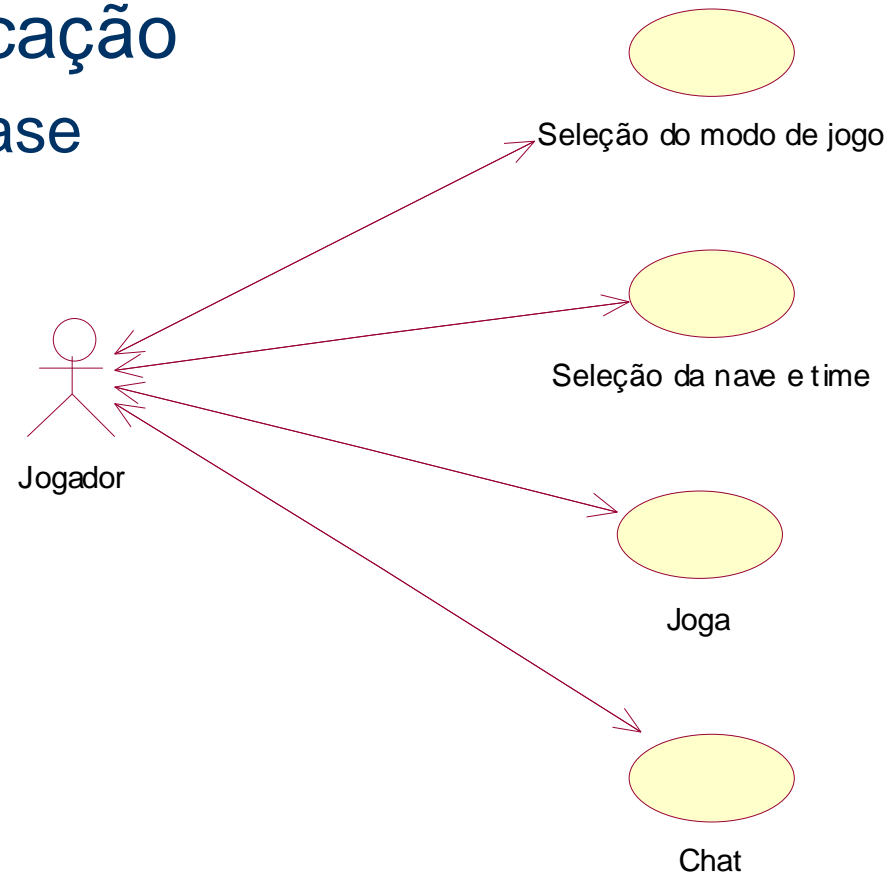 cação
ase
Seleção do modo de jogo
Seleção da nave e time
Jogador
Joga
Chat